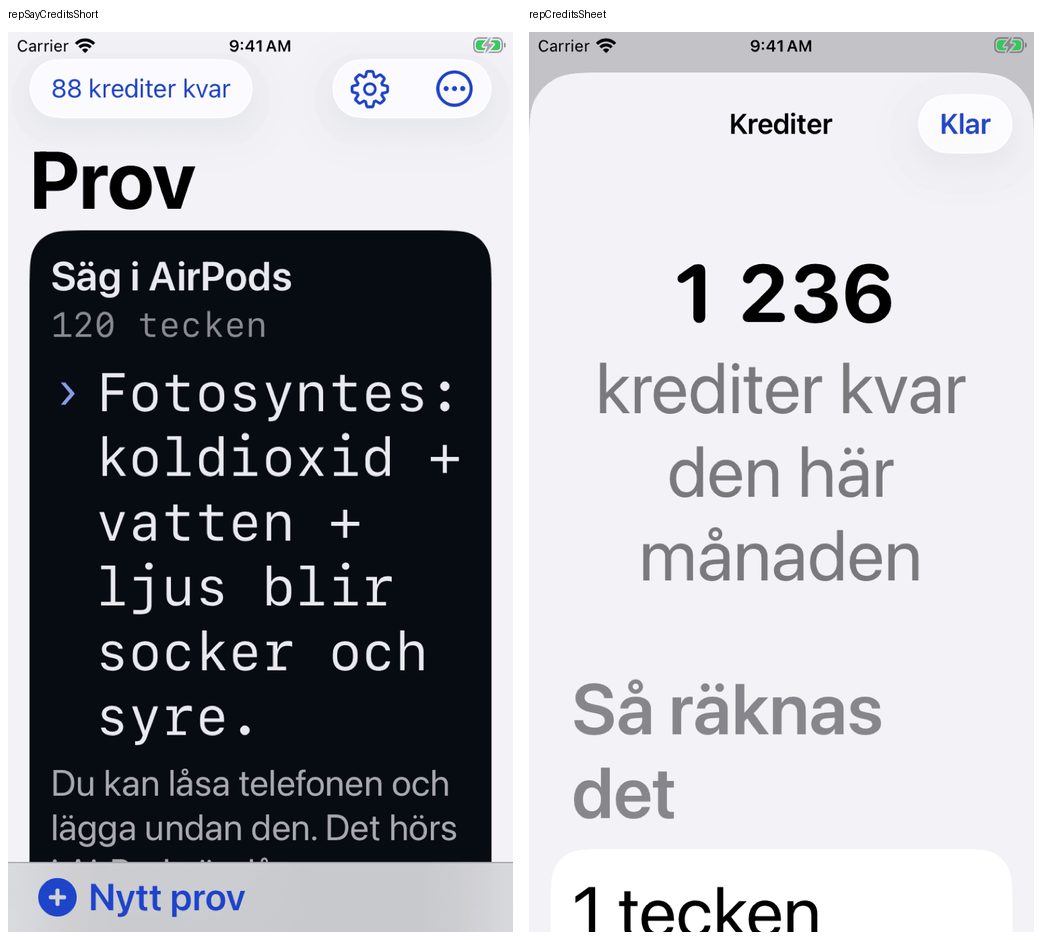 repSayCreditsShort
Carrier 9:41 AM
88 krediter kvar
Prov
Säg i AirPods
120 tecken
› Fotosyntes:
koldioxid +
vatten +
ljus blir
socker och
syre.
Du kan låsa telefonen och
lägga undan den. Det hörs
Nytt prov
repCreditsSheet
Carrier 9:41 AM
Krediter
Klar
1 236
krediter kvar
den här
månaden
Så räknas
det
1 tecken